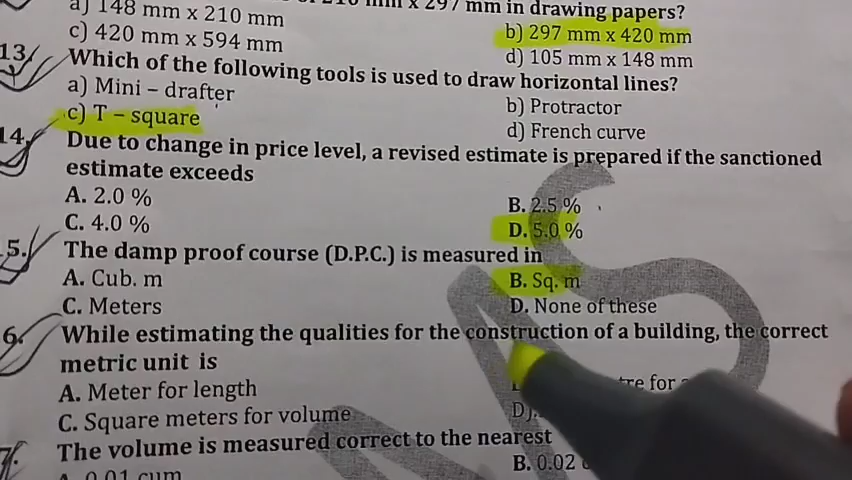 x 297 mm in drawing papers?
a) 148 mm x 210 mm
b) 297 mm x 420 mm
c) 420 mm x 594 mm
d) 105 mm x 148 mm
13. Which of the following tools is used to draw horizontal lines?
a) Mini – drafter
b) Protractor
c) T – square
d) French curve
14. Due to change in price level, a revised estimate is prepared if the sanctioned
estimate exceeds
A. 2.0 %
B. 2.5 %
C. 4.0 %
D. 5.0 %
5. The damp proof course (D.P.C.) is measured in
A. Cub. m
B. Sq. m
C. Meters
D. None of these
6. While estimating the qualities for the construction of a building, the correct
metric unit is
A. Meter for length
for
C. Square meters for volume
D).
7. The volume is measured correct to the nearest
A. 0.01 cum
B. 0.02